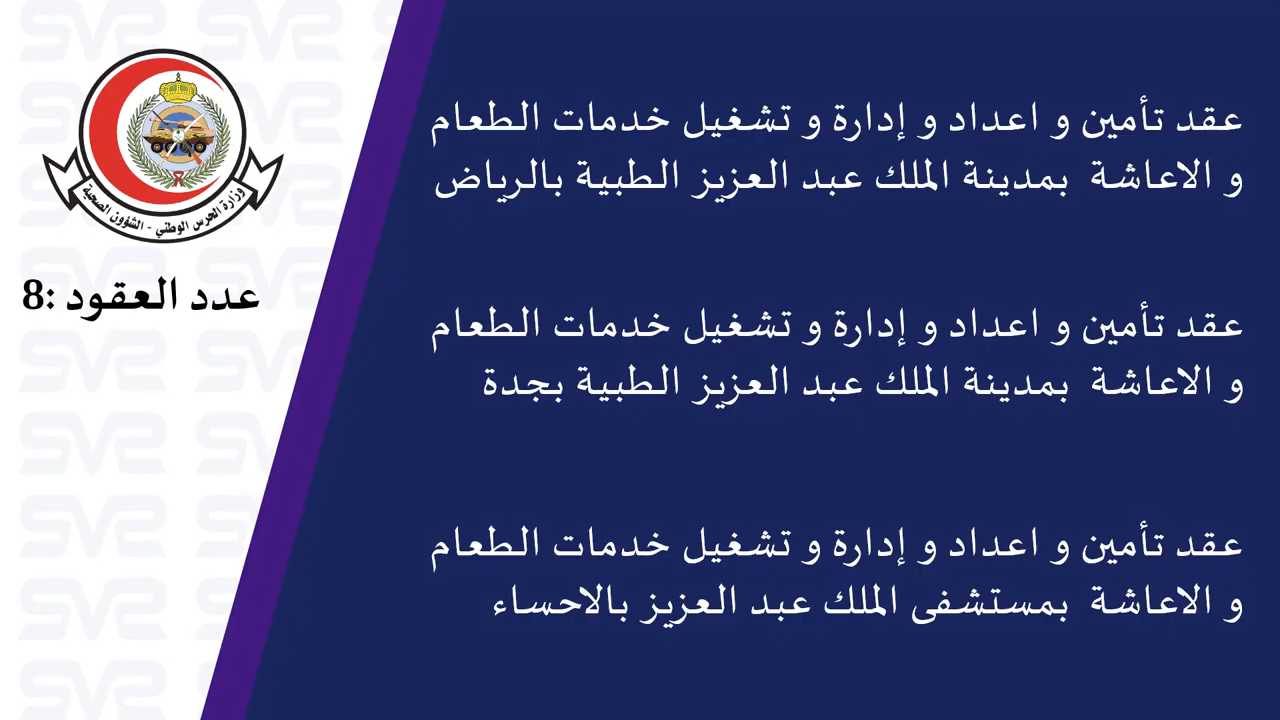 عقد تأمين و اعداد و إدارة و تشغيل خدمات الطعام
و الاعاشة بمدينة الملك عبد العزيز الطبية بالرياض
عقد تأمين و اعداد و إدارة و تشغيل خدمات الطعام
و الاعاشة بمدينة الملك عبد العزيز الطبية بجدة
عقد تأمين و اعداد و إدارة و تشغيل خدمات الطعام
و الاعاشة بمستشفى الملك عبد العزيز بالاحساء
وزارة الحرس الوطني - الشؤون الصحية
عدد العقود :8